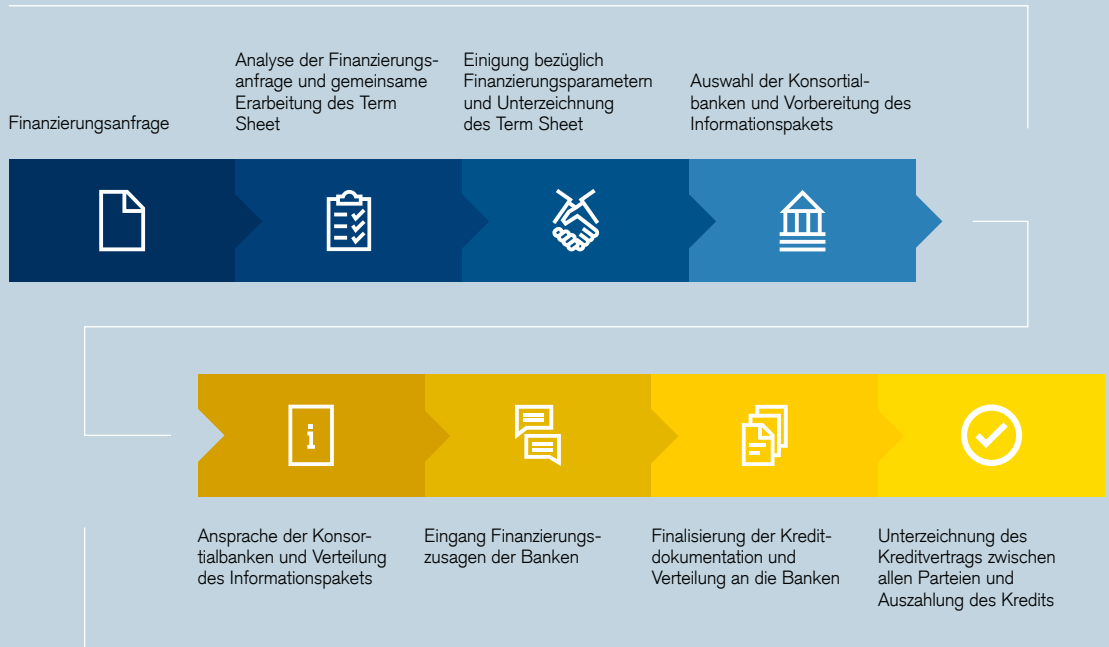 Finanzierungsanfrage
Analyse der Finanzierungs-
anfrage und gemeinsame
Erarbeitung des Term
Sheet
Einigung bezüglich
Finanzierungsparametern
und Unterzeichnung
des Term Sheet
Auswahl der Konsortial-
banken und Vorbereitung des
Informationspakets
i
Ansprache der Konsor-
tialbanken und Verteilung
des Informationspakets
Eingang Finanzierungs-
zusagen der Banken
Finalisierung der Kredit-
dokumentation und
Verteilung an die Banken
Unterzeichnung des
Kreditvertrags zwischen
allen Parteien und
Auszahlung des Kredits